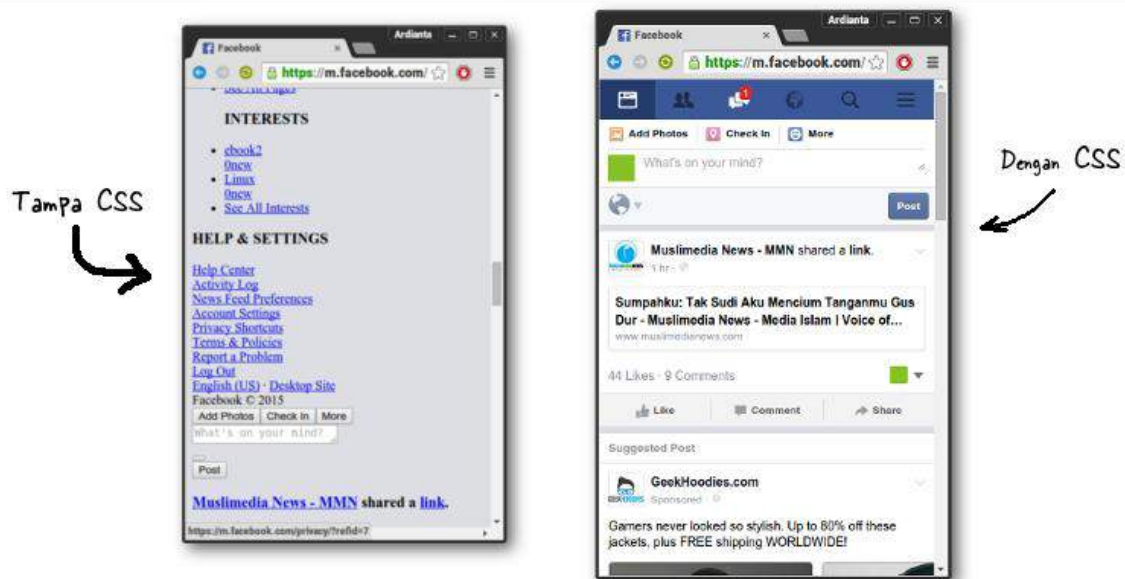 Tampa CSS
Ardianta
Facebook
https://m.facebook.com/
See All Pages
INTERESTS
ebook2
0new
Linux
0new
See All Interests
HELP & SETTINGS
Help Center
Activity Log
News Feed Preferences
Account Settings
Privacy Shortcuts
Terms & Policies
Report a Problem
Log Out
English (US) · Desktop Site
Facebook © 2015
Add Photos Check In More
What's on your mind?
Post
Muslimedia News - MMN shared a link.
https://m.facebook.com/privacy/?refid=7
Ardianta
Facebook
https://m.facebook.com/
1
Add Photos Check In More
What's on your mind?
Post
Muslimedia News - MMN shared a link.
1 hr ·
Sumpahku: Tak Sudi Aku Mencium Tanganmu Gus
Dur - Muslimedia News - Media Islam | Voice of...
www.muslimedianews.com
44 Likes · 9 Comments
Like Comment Share
Suggested Post
GeekHoodies.com
Sponsored ·
Gamers never looked so stylish. Up to 80% off these
jackets, plus FREE shipping WORLDWIDE!
Dengan CSS